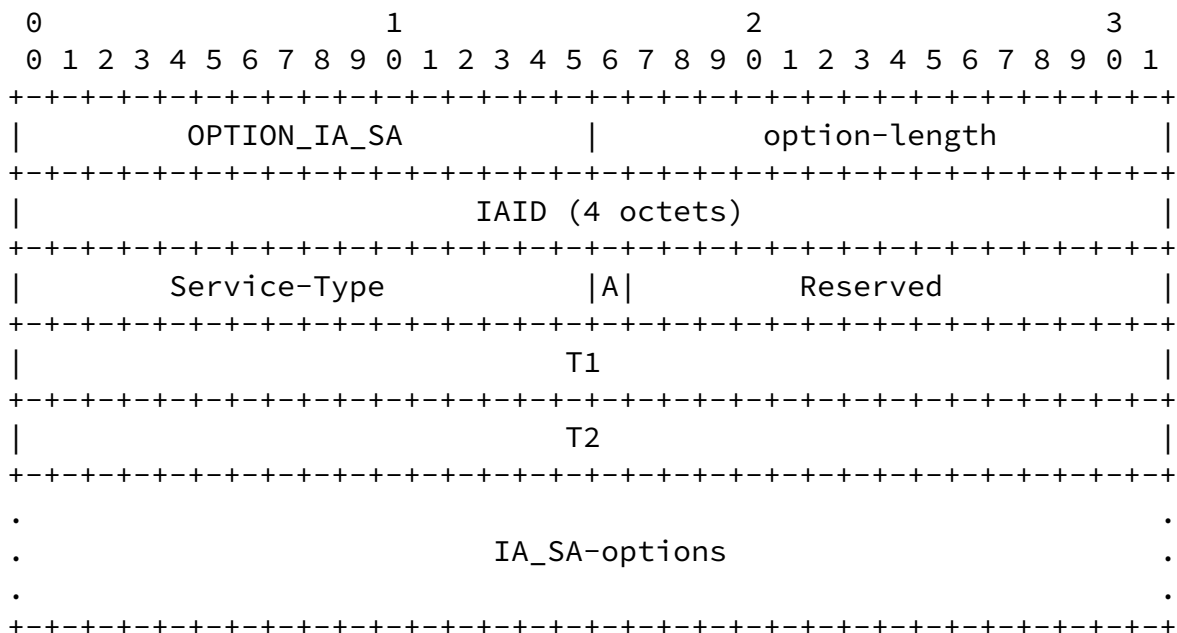 0                   1                   2                   3
 0 1 2 3 4 5 6 7 8 9 0 1 2 3 4 5 6 7 8 9 0 1 2 3 4 5 6 7 8 9 0 1
+-+-+-+-+-+-+-+-+-+-+-+-+-+-+-+-+-+-+-+-+-+-+-+-+-+-+-+-+-+-+-+-+
|         OPTION_IA_SA          |         option-length         |
+-+-+-+-+-+-+-+-+-+-+-+-+-+-+-+-+-+-+-+-+-+-+-+-+-+-+-+-+-+-+-+-+
|                         IAID (4 octets)                       |
+-+-+-+-+-+-+-+-+-+-+-+-+-+-+-+-+-+-+-+-+-+-+-+-+-+-+-+-+-+-+-+-+
|        Service-Type           |A|         Reserved            |
+-+-+-+-+-+-+-+-+-+-+-+-+-+-+-+-+-+-+-+-+-+-+-+-+-+-+-+-+-+-+-+-+
|                              T1                               |
+-+-+-+-+-+-+-+-+-+-+-+-+-+-+-+-+-+-+-+-+-+-+-+-+-+-+-+-+-+-+-+-+
|                              T2                               |
+-+-+-+-+-+-+-+-+-+-+-+-+-+-+-+-+-+-+-+-+-+-+-+-+-+-+-+-+-+-+-+-+
.                                                               .
.                          IA_SA-options                        .
.                                                               .
+-+-+-+-+-+-+-+-+-+-+-+-+-+-+-+-+-+-+-+-+-+-+-+-+-+-+-+-+-+-+-+-+